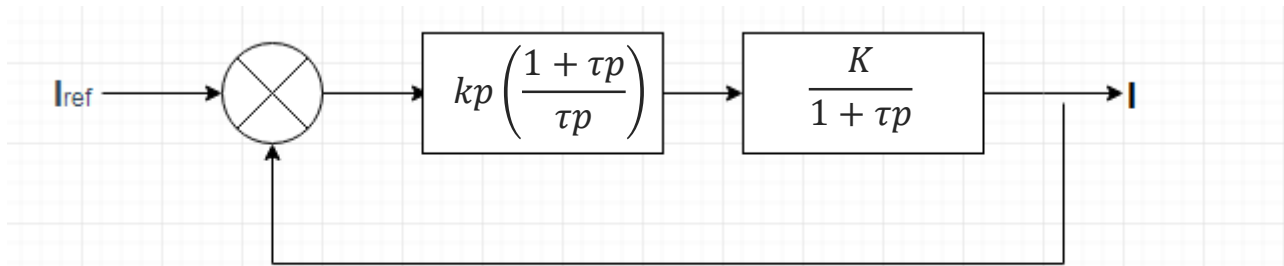 Iref
kp(1 + τp / τp)
K / 1 + τp
I